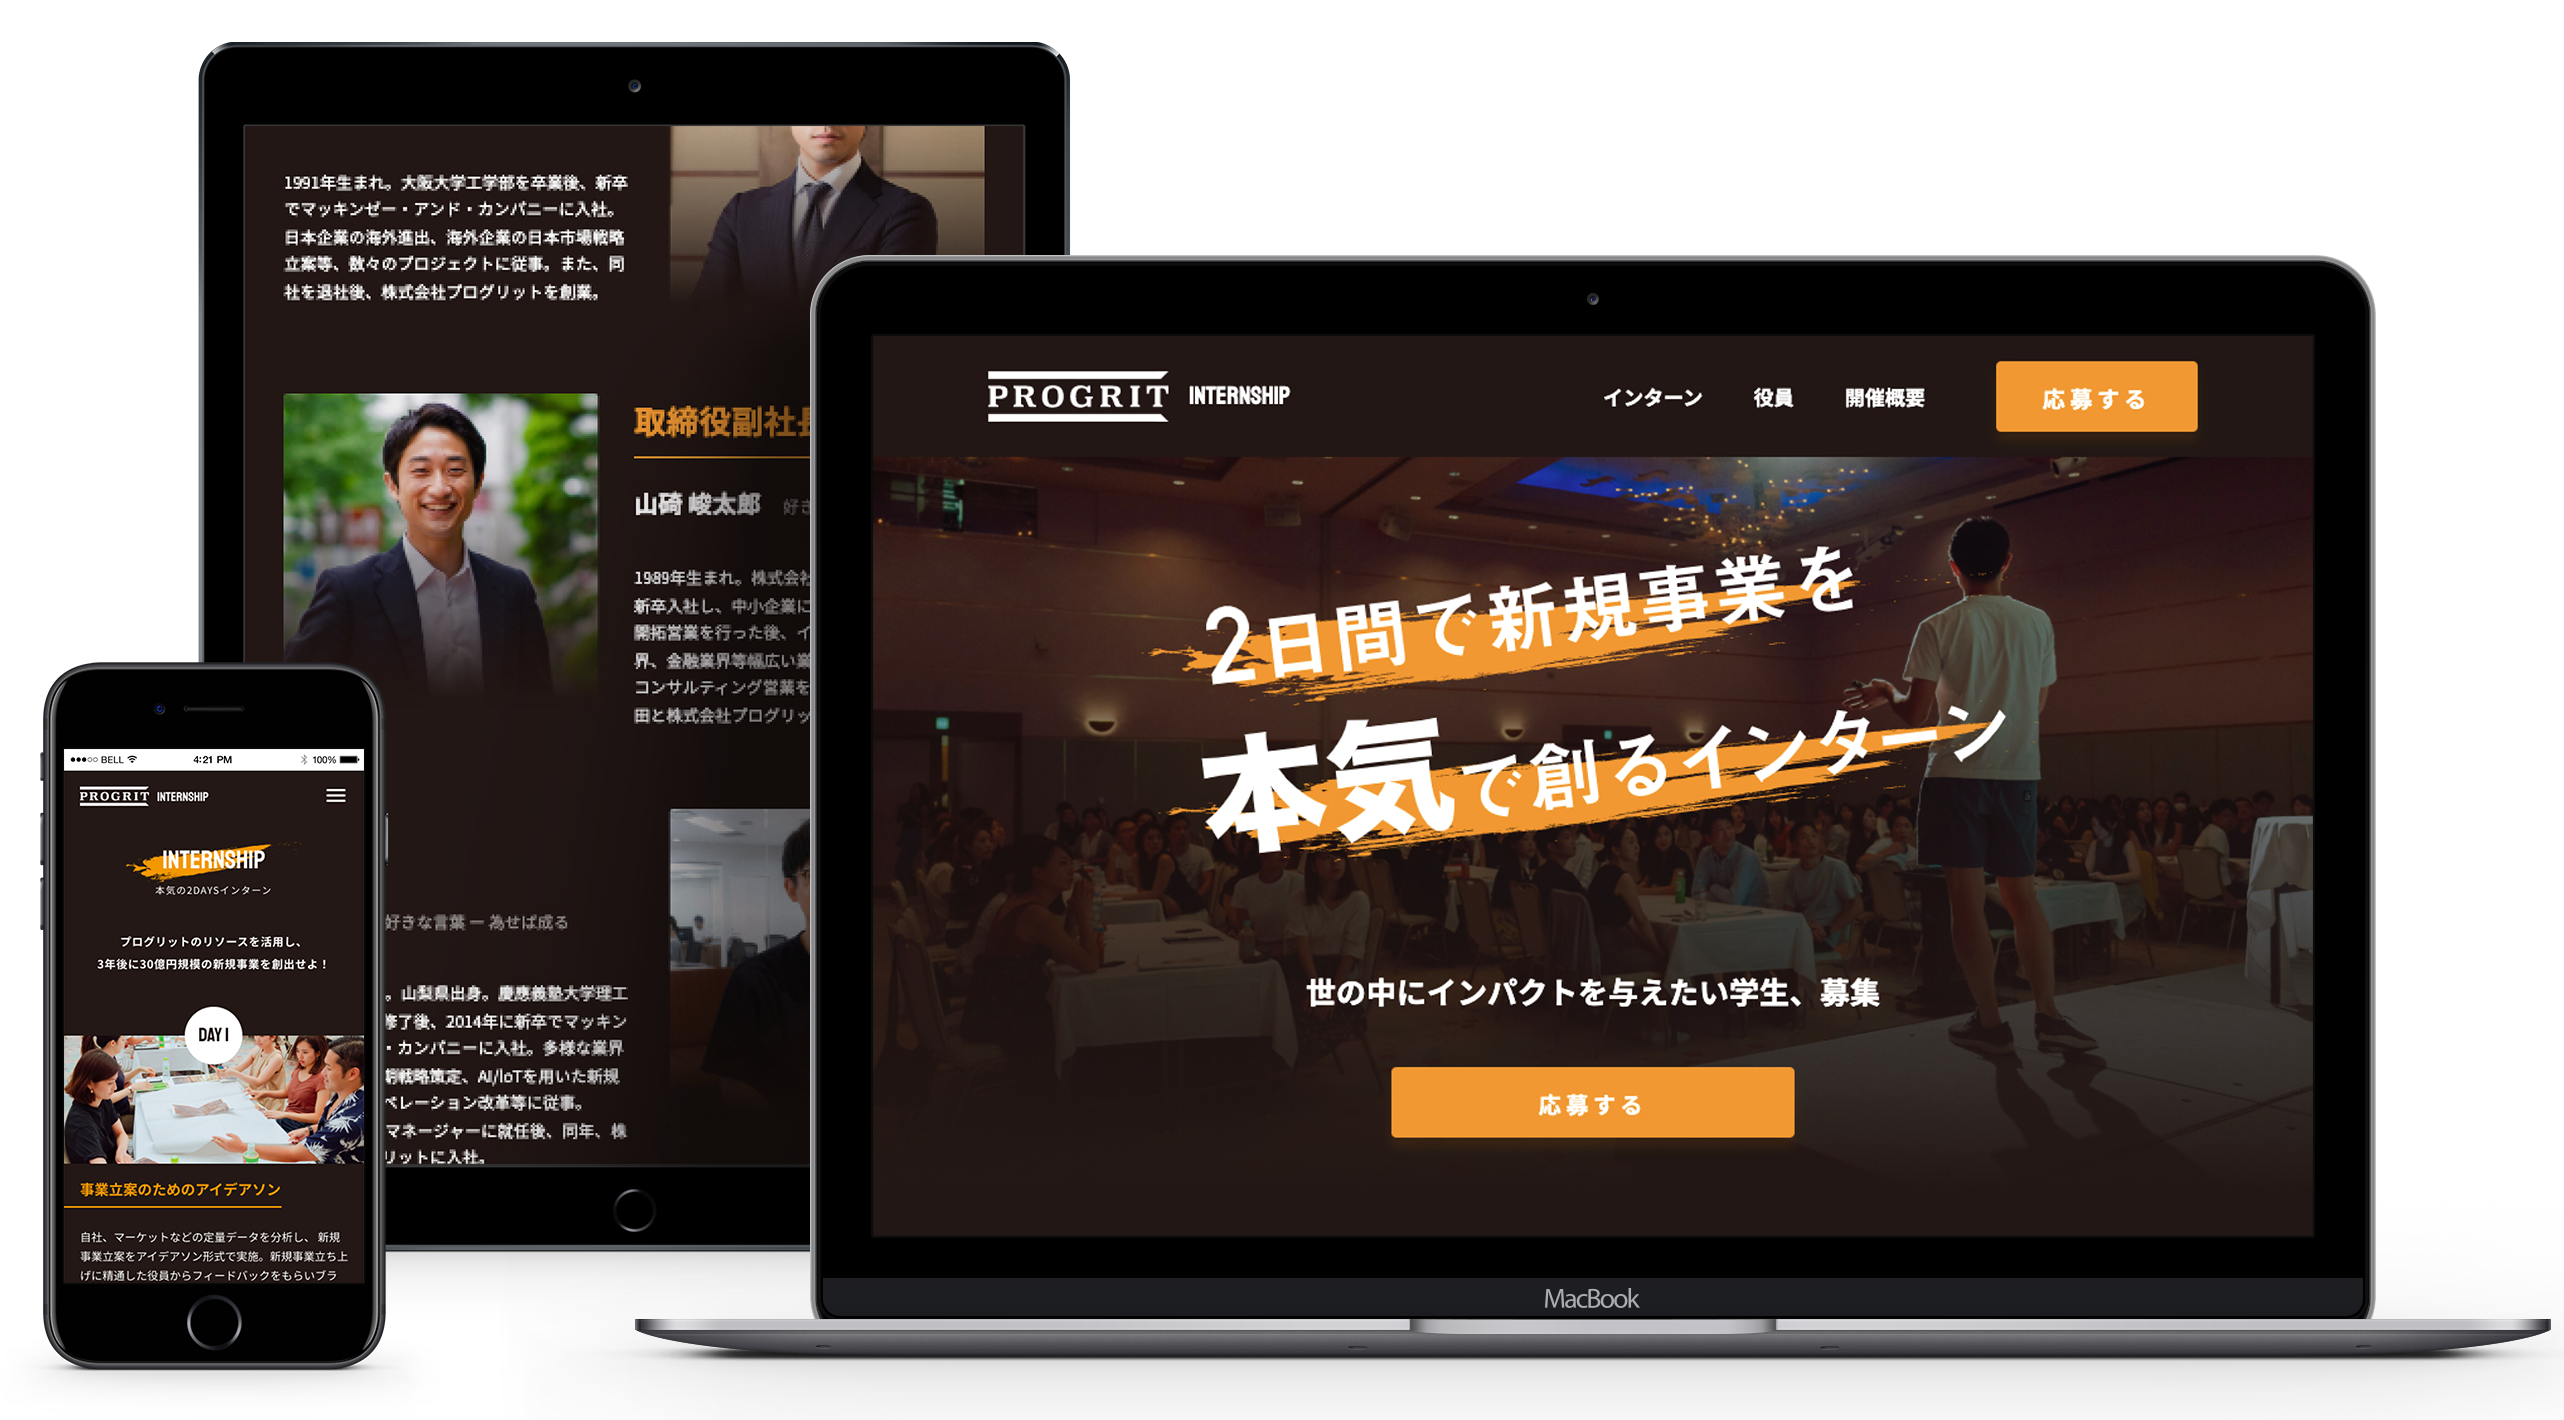 1991年生まれ。大阪大学工学部を卒業後、新卒
でマッキンゼー・アンド・カンパニーに入社。
日本企業の海外進出、海外企業の日本市場戦略
立案等、数々のプロジェクトに従事。また、同
社を退社後、株式会社プログリットを創業。
取締役副社長
山碕 峻太郎 好き
1989年生まれ。株式会社
新卒入社し、中小企業に
開拓営業を行った後、イ
界、金融業界等幅広い業
コンサルティング営業を
田と株式会社プログリッ
好きな言葉 ー 為せば成る
。山梨県出身。慶應義塾大学理工
修了後、2014年に新卒でマッキン
・カンパニーに入社。多様な業界
戦略策定、AI/IoTを用いた新規
ペレーション改革等に従事。
マネージャーに就任後、同年、株
リットに入社。
BELL 4:21 PM 100%
PROGRIT INTERNSHIP
INTERNSHIP
本気の2DAYSインターン
プログリットのリソースを活用し、
3年後に30億円規模の新規事業を創出せよ！
DAY 1
事業立案のためのアイデアソン
自社、マーケットなどの定量データを分析し、新規
事業立案をアイデアソン形式で実施。新規事業立ち上
げに精通した役員からフィードバックをもらいブラ
PROGRIT INTERNSHIP インターン 役員 開催概要 応募する
2日間で新規事業を
本気で創るインターン
世の中にインパクトを与えたい学生、募集
応募する
MacBook